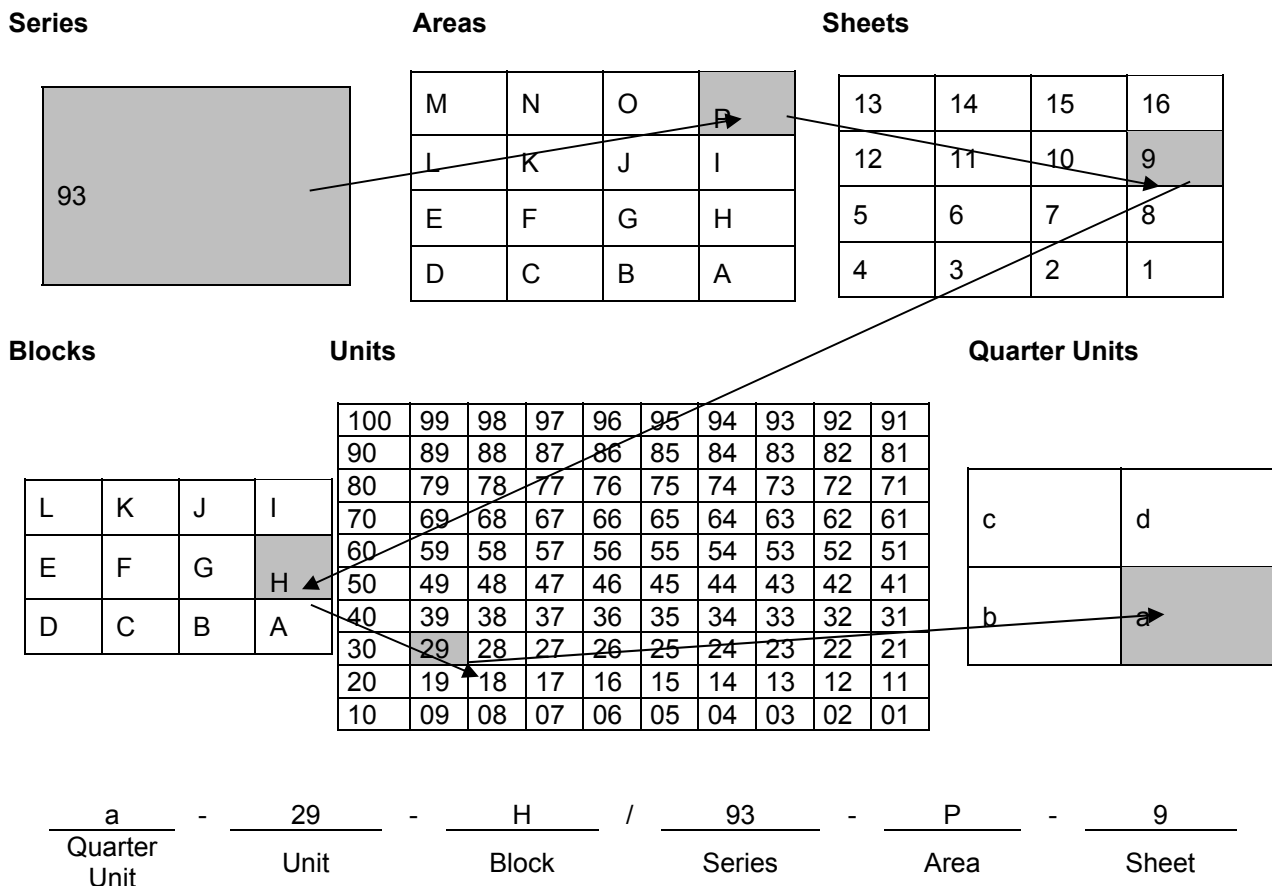 Series Areas Sheets
93
M N O P
L K J I
E F G H
D C B A
13 14 15 16
12 11 10 9
5 6 7 8
4 3 2 1
Blocks Units Quarter Units
L K J I
E F G H
D C B A
100 99 98 97 96 95 94 93 92 91
90 89 88 87 86 85 84 83 82 81
80 79 78 77 76 75 74 73 72 71
70 69 68 67 66 65 64 63 62 61
60 59 58 57 56 55 54 53 52 51
50 49 48 47 46 45 44 43 42 41
40 39 38 37 36 35 34 33 32 31
30 29 28 27 26 25 24 23 22 21
20 19 18 17 16 15 14 13 12 11
10 09 08 07 06 05 04 03 02 01
c d
b a
a - 29 - H / 93 - P - 9
Quarter Unit Block Series Area Sheet
Unit